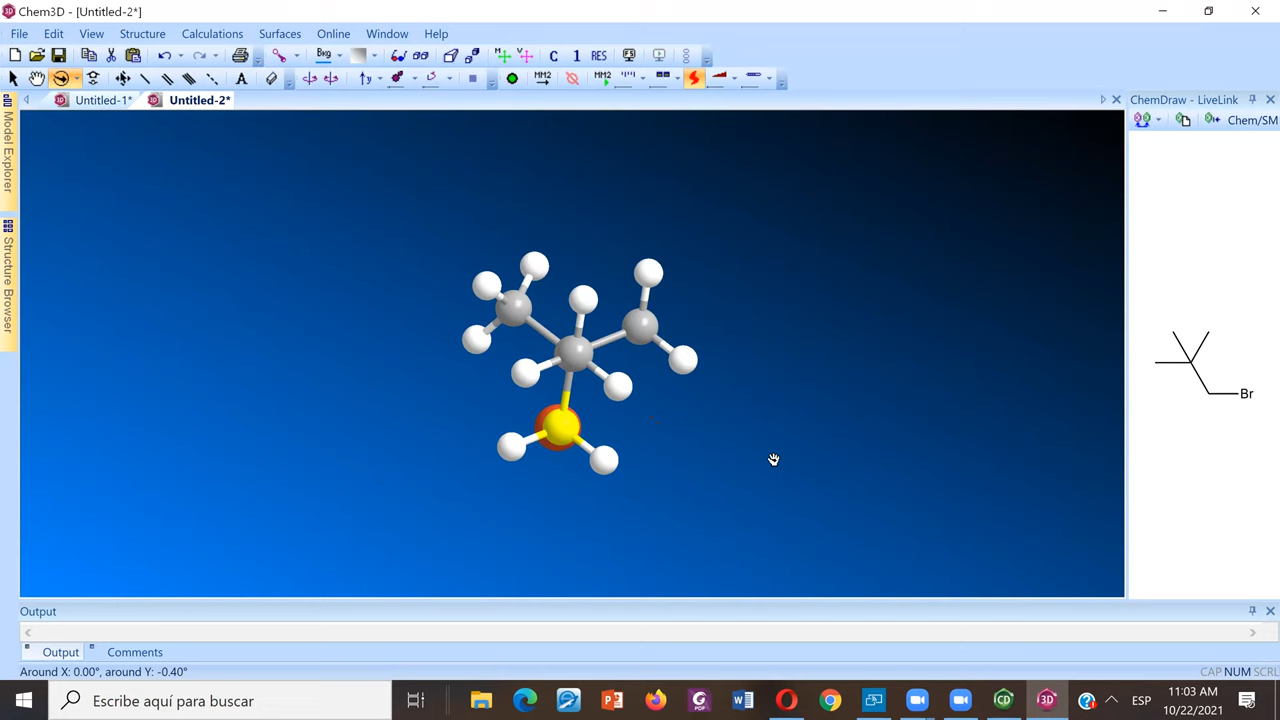 Chem3D - [Untitled-2*]
File Edit View Structure Calculations Surfaces Online Window Help
Bkg M V C 1 RES
A y MM2 MM2
Untitled-1* Untitled-2* ChemDraw - LiveLink
Chem/SM
Model Explorer
Structure Browser
Br
Output
Output Comments
Around X: 0.00°, around Y: -0.40° CAP NUM SCRL
Escribe aquí para buscar ESP 11:03 AM
10/22/2021